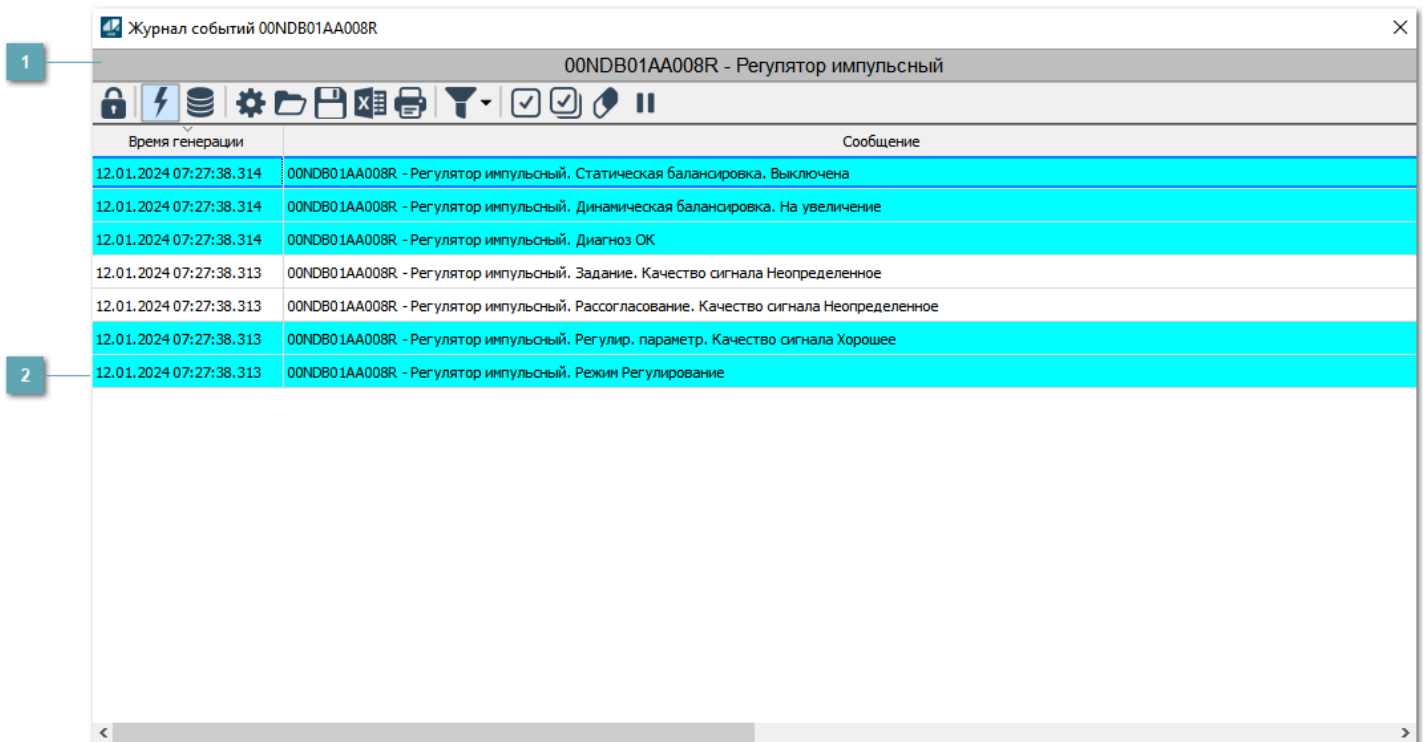 Журнал событий 00NDB01AA008R
1
00NDB01AA008R - Регулятор импульсный
Время генерации Сообщение
12.01.2024 07:27:38.314 00NDB01AA008R - Регулятор импульсный. Статическая балансировка. Выключена
12.01.2024 07:27:38.314 00NDB01AA008R - Регулятор импульсный. Динамическая балансировка. На увеличение
12.01.2024 07:27:38.314 00NDB01AA008R - Регулятор импульсный. Диагноз ОК
12.01.2024 07:27:38.313 00NDB01AA008R - Регулятор импульсный. Задание. Качество сигнала Неопределенное
12.01.2024 07:27:38.313 00NDB01AA008R - Регулятор импульсный. Рассогласование. Качество сигнала Неопределенное
12.01.2024 07:27:38.313 00NDB01AA008R - Регулятор импульсный. Регулир. параметр. Качество сигнала Хорошее
2
12.01.2024 07:27:38.313 00NDB01AA008R - Регулятор импульсный. Режим Регулирование